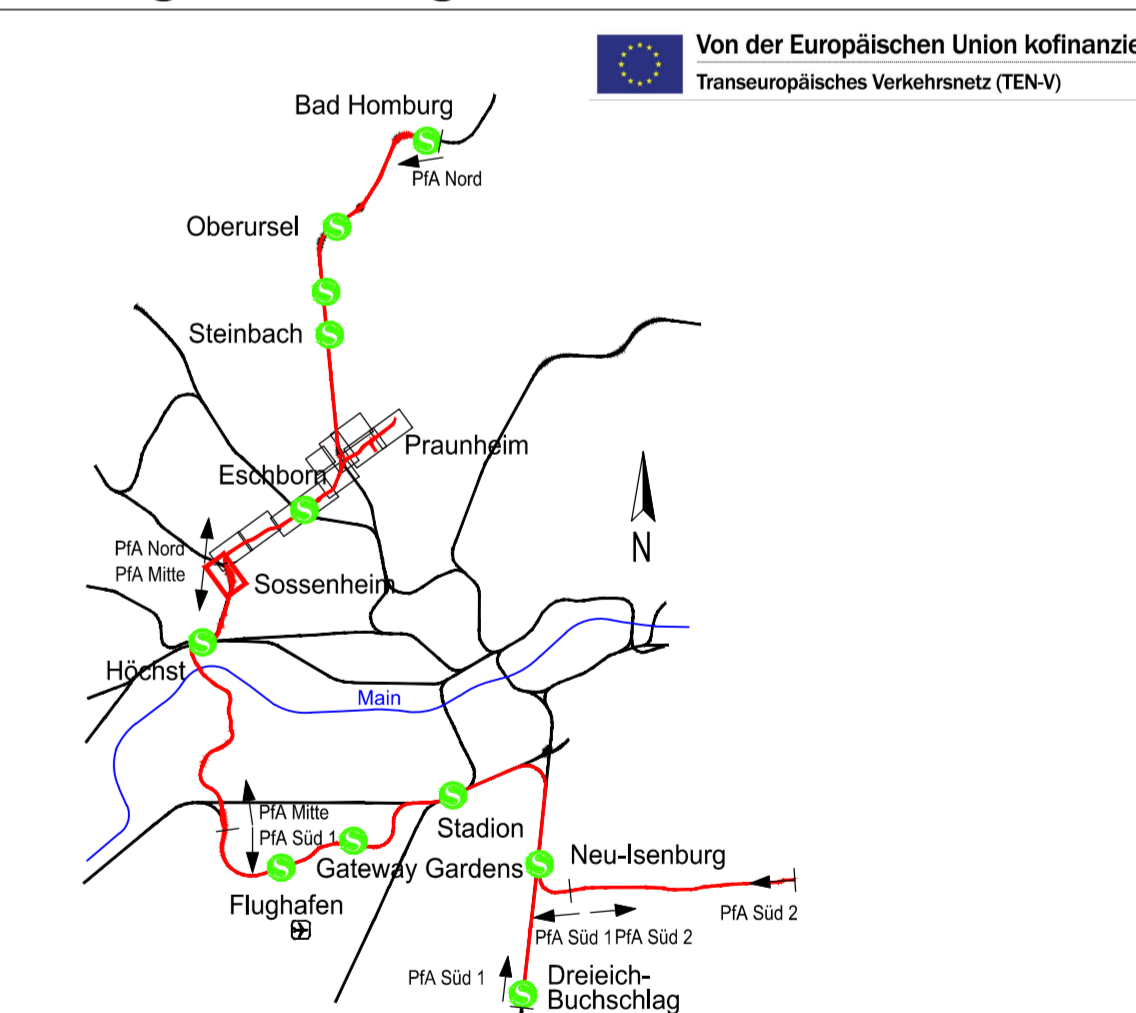 Von der Europäischen Union kofinanzie
Transeuropäisches Verkehrsnetz (TEN-V)
Bad Homburg
S
PfA Nord
Oberursel
S
S
Steinbach
S
Praunheim
Eschborn
S
N
PfA Nord
PfA Mitte
Sossenheim
S
Höchst
Main
PfA Mitte
PfA Süd 1
S
Stadion
S
Gateway Gardens
S
Neu-Isenburg
S
Flughafen
PfA Süd 2
PfA Süd 1
PfA Süd 2
PfA Süd 1
S
Dreieich-
Buchschlag